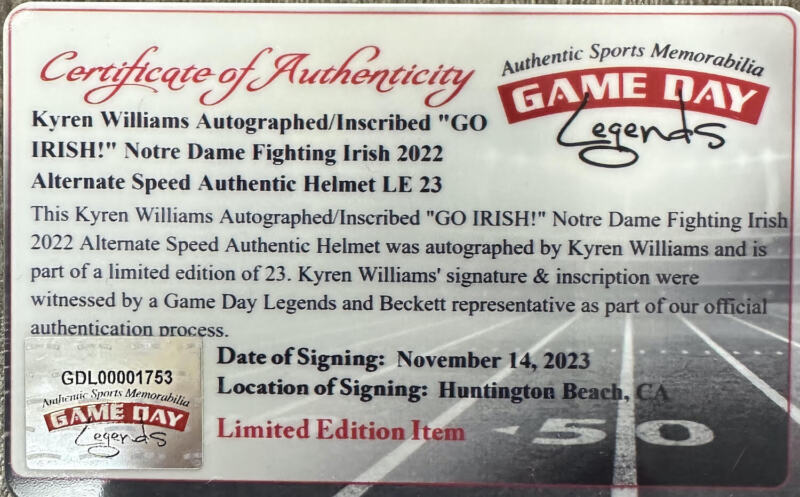 Certificate of Authenticity
Authentic Sports Memorabilia
GAME DAY
Legends
Kyren Williams Autographed/Inscribed "GO
IRISH!" Notre Dame Fighting Irish 2022
Alternate Speed Authentic Helmet LE 23
This Kyren Williams Autographed/Inscribed "GO IRISH!" Notre Dame Fighting Irish
2022 Alternate Speed Authentic Helmet was autographed by Kyren Williams and is
part of a limited edition of 23. Kyren Williams' signature & inscription were
witnessed by a Game Day Legends and Beckett representative as part of our official
authentication process.
GDL00001753
Authentic Sports Memorabilia
GAME DAY
Legends
Date of Signing: November 14, 2023
Location of Signing: Huntington Beach, CA
Limited Edition Item
50